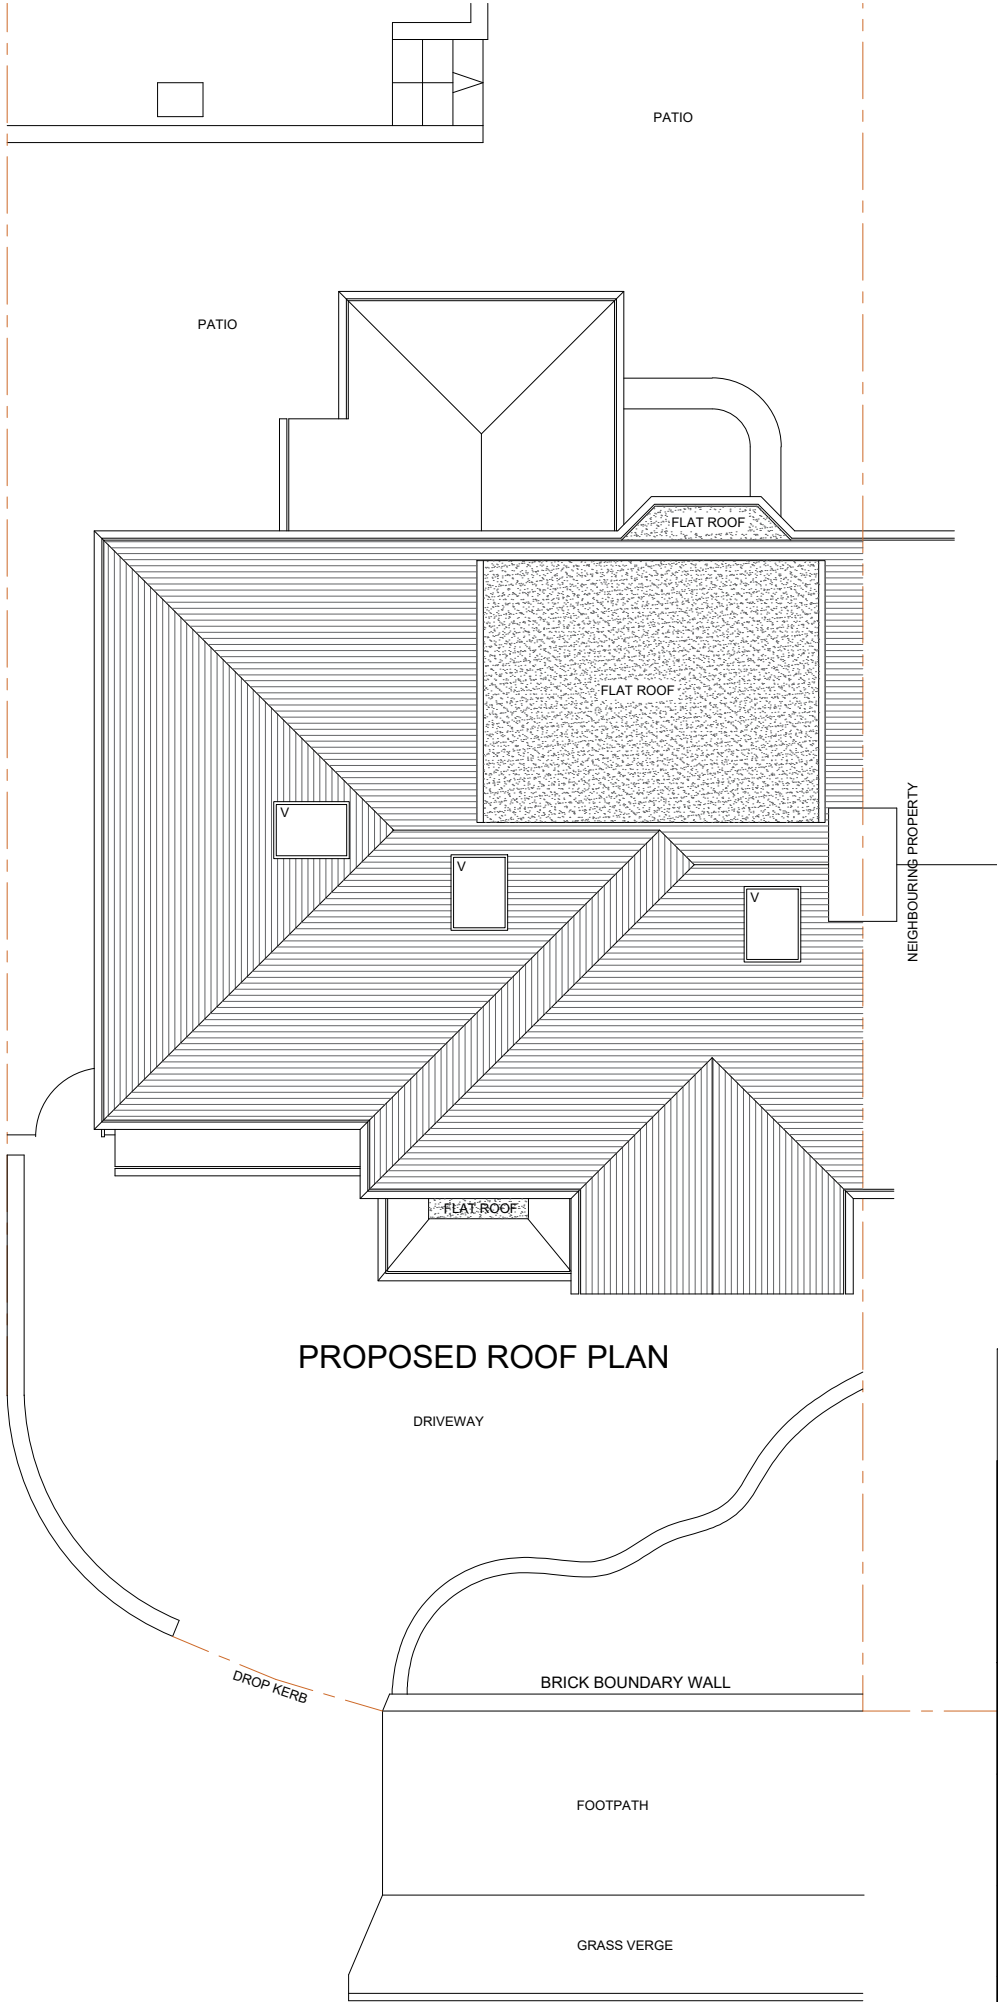 PATIO
PATIO
FLAT ROOF
FLAT ROOF
V
V
V
NEIGHBOURING PROPERTY
FLAT ROOF
PROPOSED ROOF PLAN
DRIVEWAY
DROP KERB
BRICK BOUNDARY WALL
FOOTPATH
GRASS VERGE